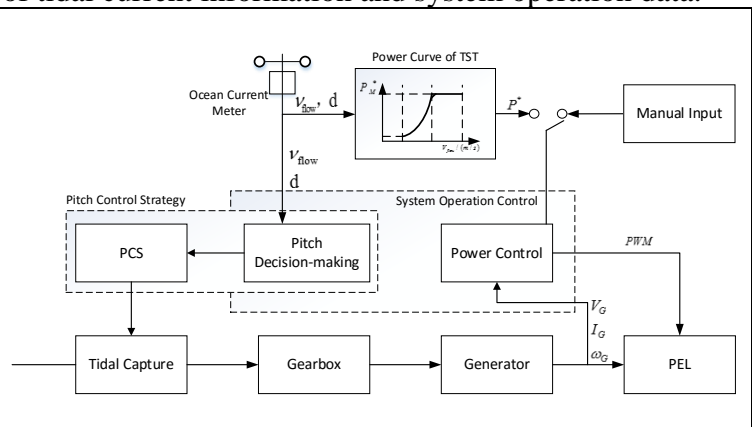 of tidal current information and system operation data.
Power Curve of TST
Ocean Current
Meter
v_flow, d
P_M^*
V_flow / (m / s)
P^*
Manual Input
v_flow
d
Pitch Control Strategy
System Operation Control
PCS
Pitch
Decision-making
Power Control
PWM
V_G
I_G
ω_G
Tidal Capture
Gearbox
Generator
PEL